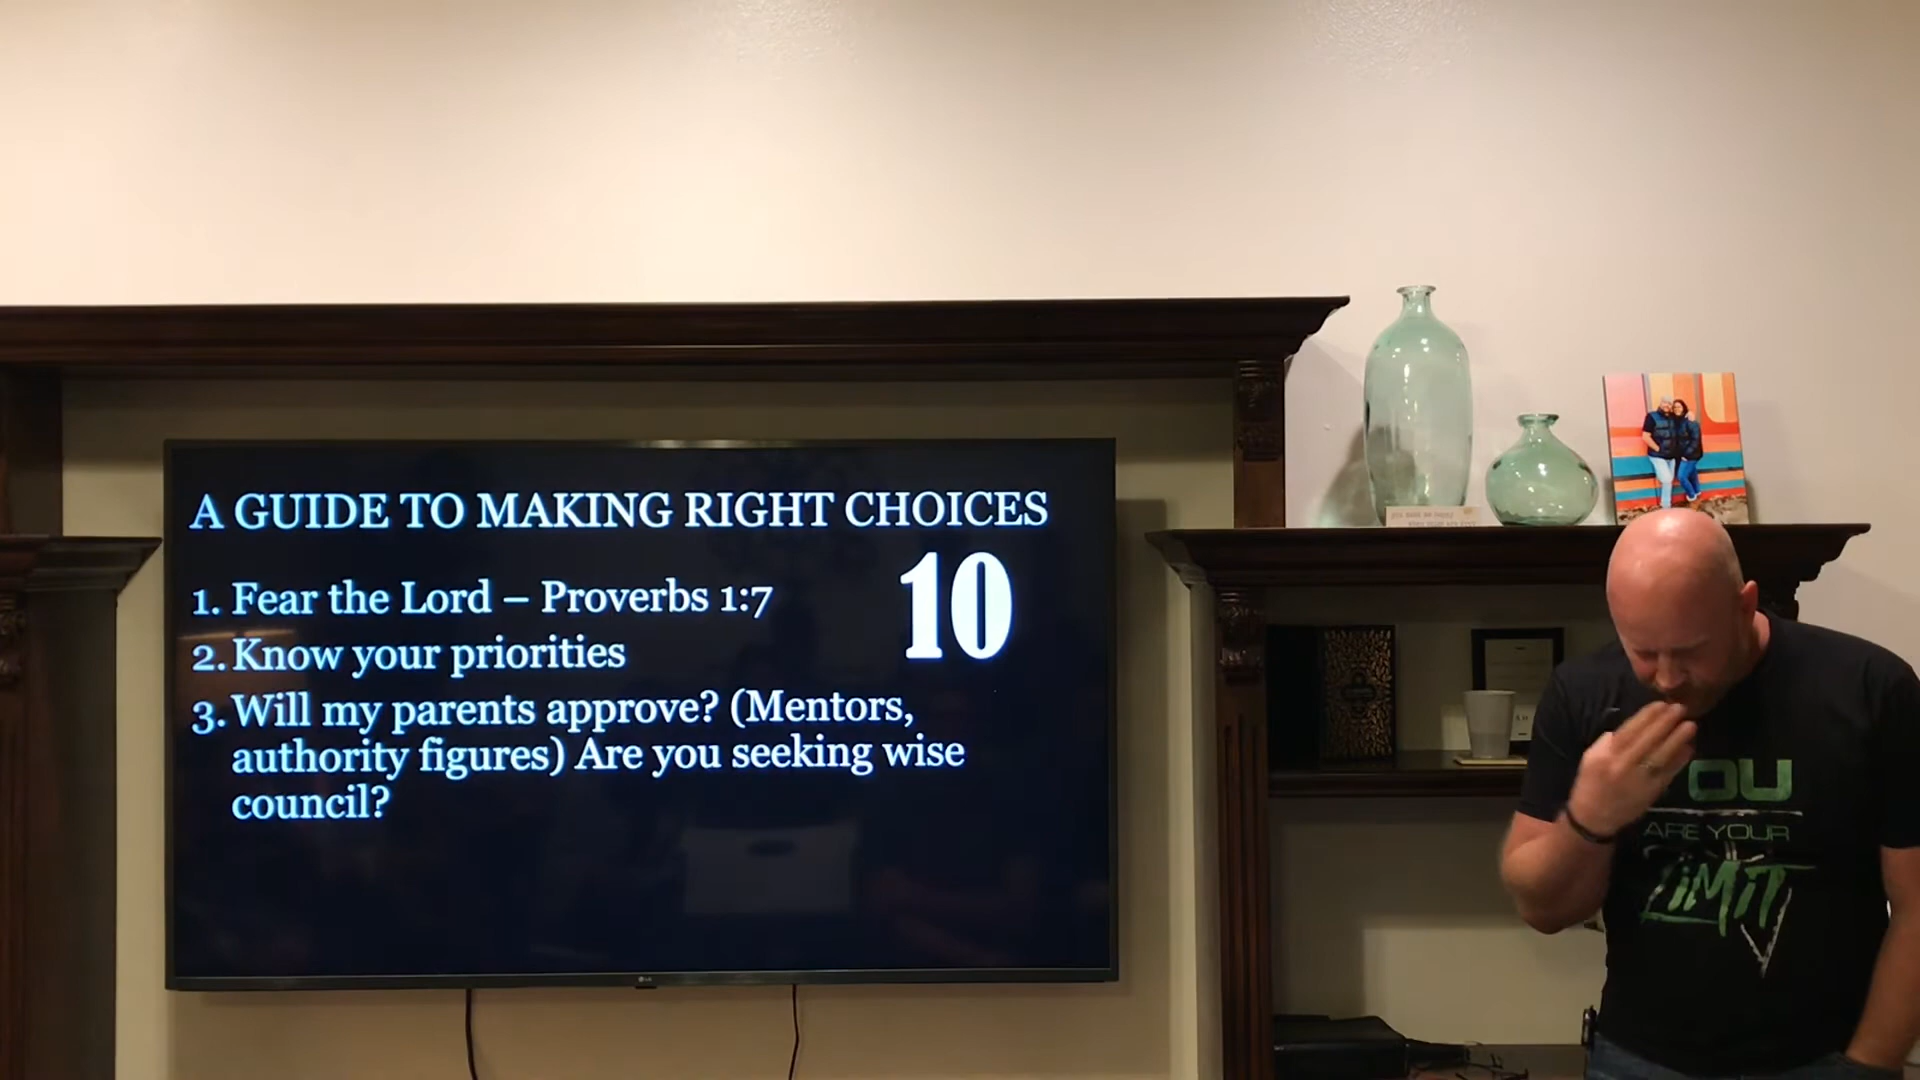 A GUIDE TO MAKING RIGHT CHOICES
10
1. Fear the Lord – Proverbs 1:7
2. Know your priorities
3. Will my parents approve? (Mentors,
authority figures) Are you seeking wise
council?
LG
OU
ARE YOUR
LiMiT